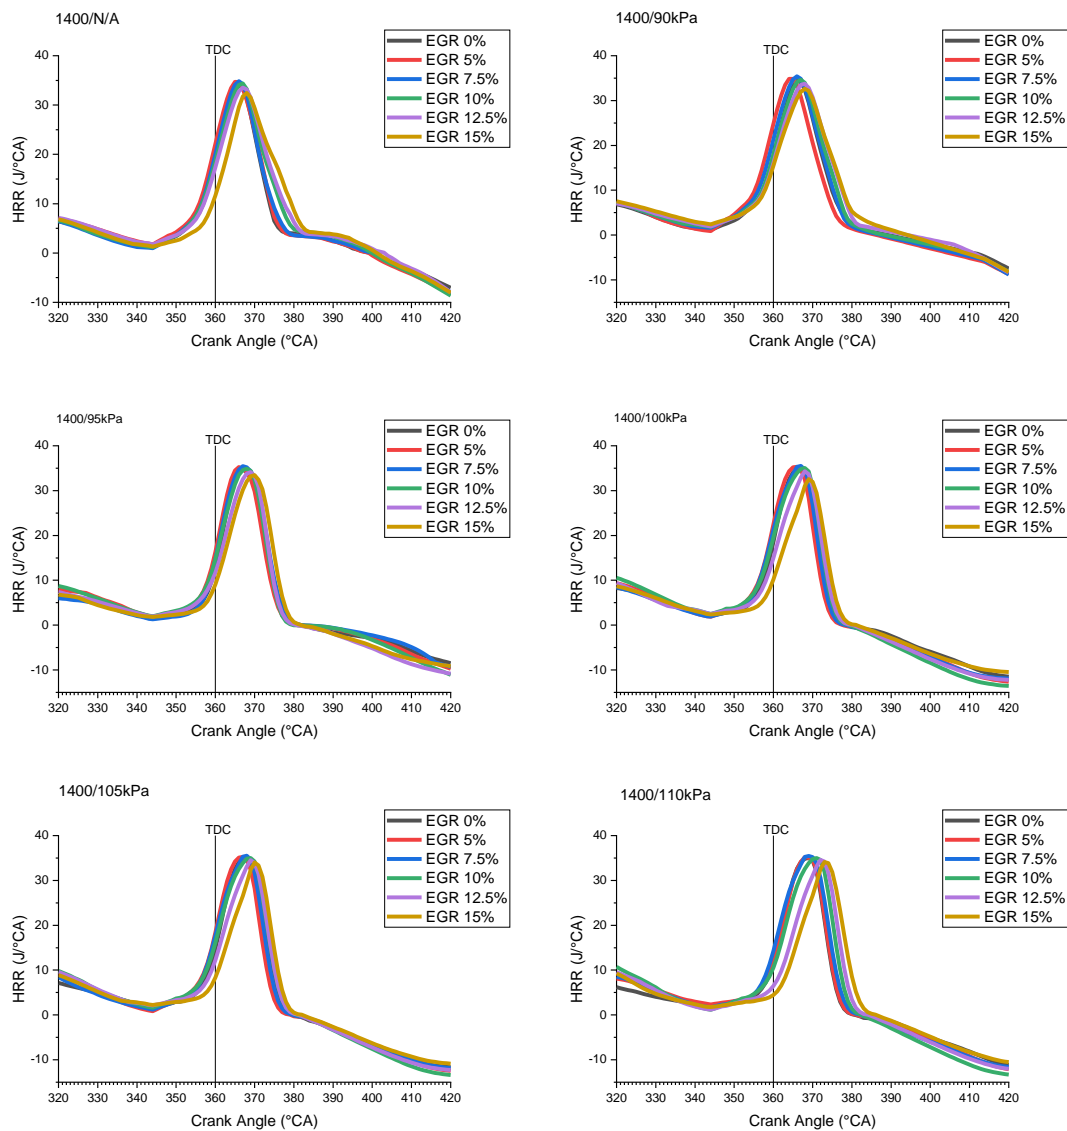 1400/N/A
TDC
EGR 0%
EGR 5%
EGR 7.5%
EGR 10%
EGR 12.5%
EGR 15%
40
30
20
10
0
-10
HRR (J/°CA)
320 330 340 350 360 370 380 390 400 410 420
Crank Angle (°CA)
1400/90kPa
TDC
EGR 0%
EGR 5%
EGR 7.5%
EGR 10%
EGR 12.5%
EGR 15%
40
30
20
10
0
-10
HRR (J/°CA)
320 330 340 350 360 370 380 390 400 410 420
Crank Angle (°CA)
1400/95kPa
TDC
EGR 0%
EGR 5%
EGR 7.5%
EGR 10%
EGR 12.5%
EGR 15%
40
30
20
10
0
-10
HRR (J/°CA)
320 330 340 350 360 370 380 390 400 410 420
Crank Angle (°CA)
1400/100kPa
TDC
EGR 0%
EGR 5%
EGR 7.5%
EGR 10%
EGR 12.5%
EGR 15%
40
30
20
10
0
-10
HRR (J/°CA)
320 330 340 350 360 370 380 390 400 410 420
Crank Angle (°CA)
1400/105kPa
TDC
EGR 0%
EGR 5%
EGR 7.5%
EGR 10%
EGR 12.5%
EGR 15%
40
30
20
10
0
-10
HRR (J/°CA)
320 330 340 350 360 370 380 390 400 410 420
Crank Angle (°CA)
1400/110kPa
TDC
EGR 0%
EGR 5%
EGR 7.5%
EGR 10%
EGR 12.5%
EGR 15%
40
30
20
10
0
-10
HRR (J/°CA)
320 330 340 350 360 370 380 390 400 410 420
Crank Angle (°CA)